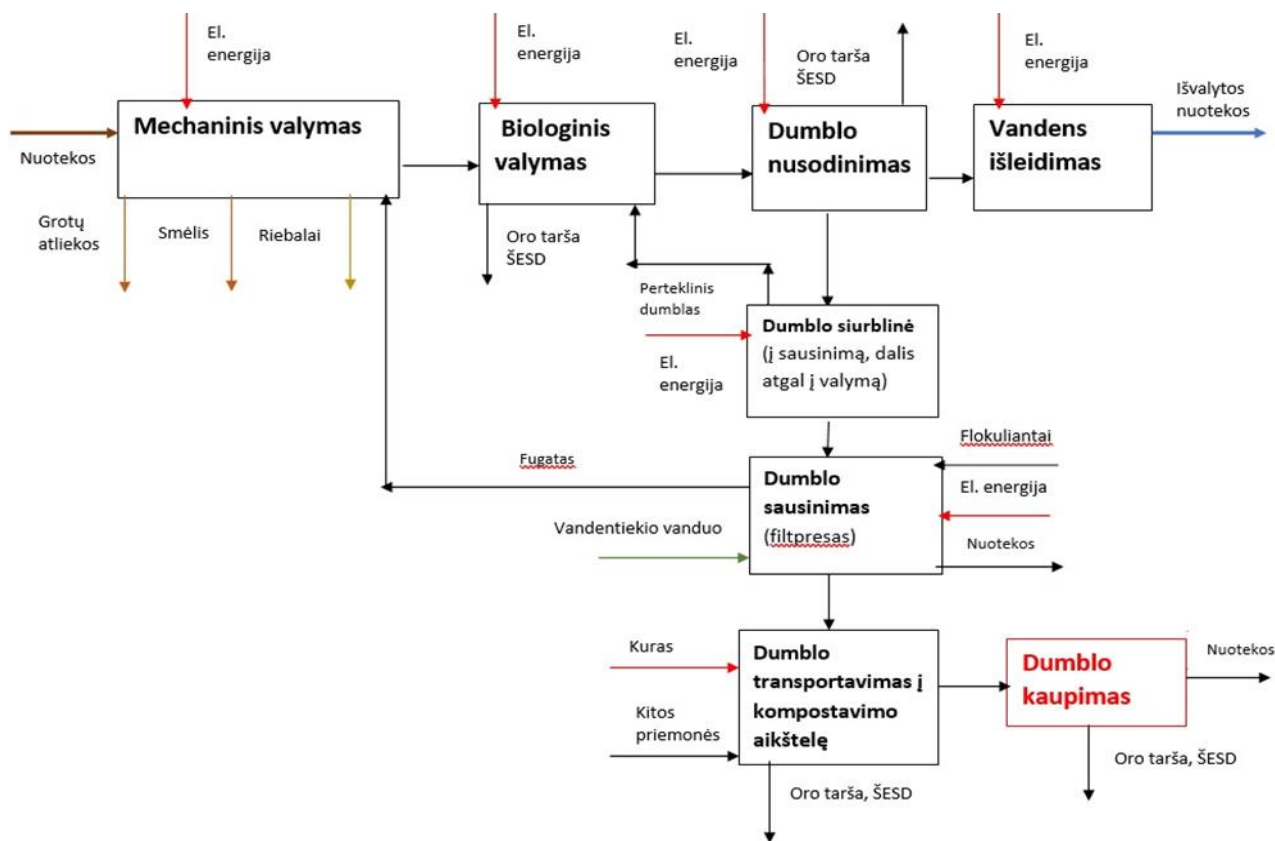 El.
energija
El.
energija
El.
energija
Oro tarša
ŠESD
El.
energija
Išvalytos
nuotekos
Nuotekos
Mechaninis valymas
Biologinis
valymas
Dumblo
nusodinimas
Vandens
išleidimas
Grotų
atliekos
Smėlis
Riebalai
Oro tarša
ŠESD
Perteklinis
dumblas
El.
energija
Dumblo siurblinė
(į sausinimą, dalis
atgal į valymą)
Fugatas
Vandentiekio vanduo
Dumblo
sausinimas
(filtpresas)
Flokuliantai
El. energija
Nuotekos
Kuras
Kitos
priemonės
Dumblo
transportavimas į
kompostavimo
aikštelę
Oro tarša, ŠESD
Dumblo
kaupimas
Nuotekos
Oro tarša, ŠESD